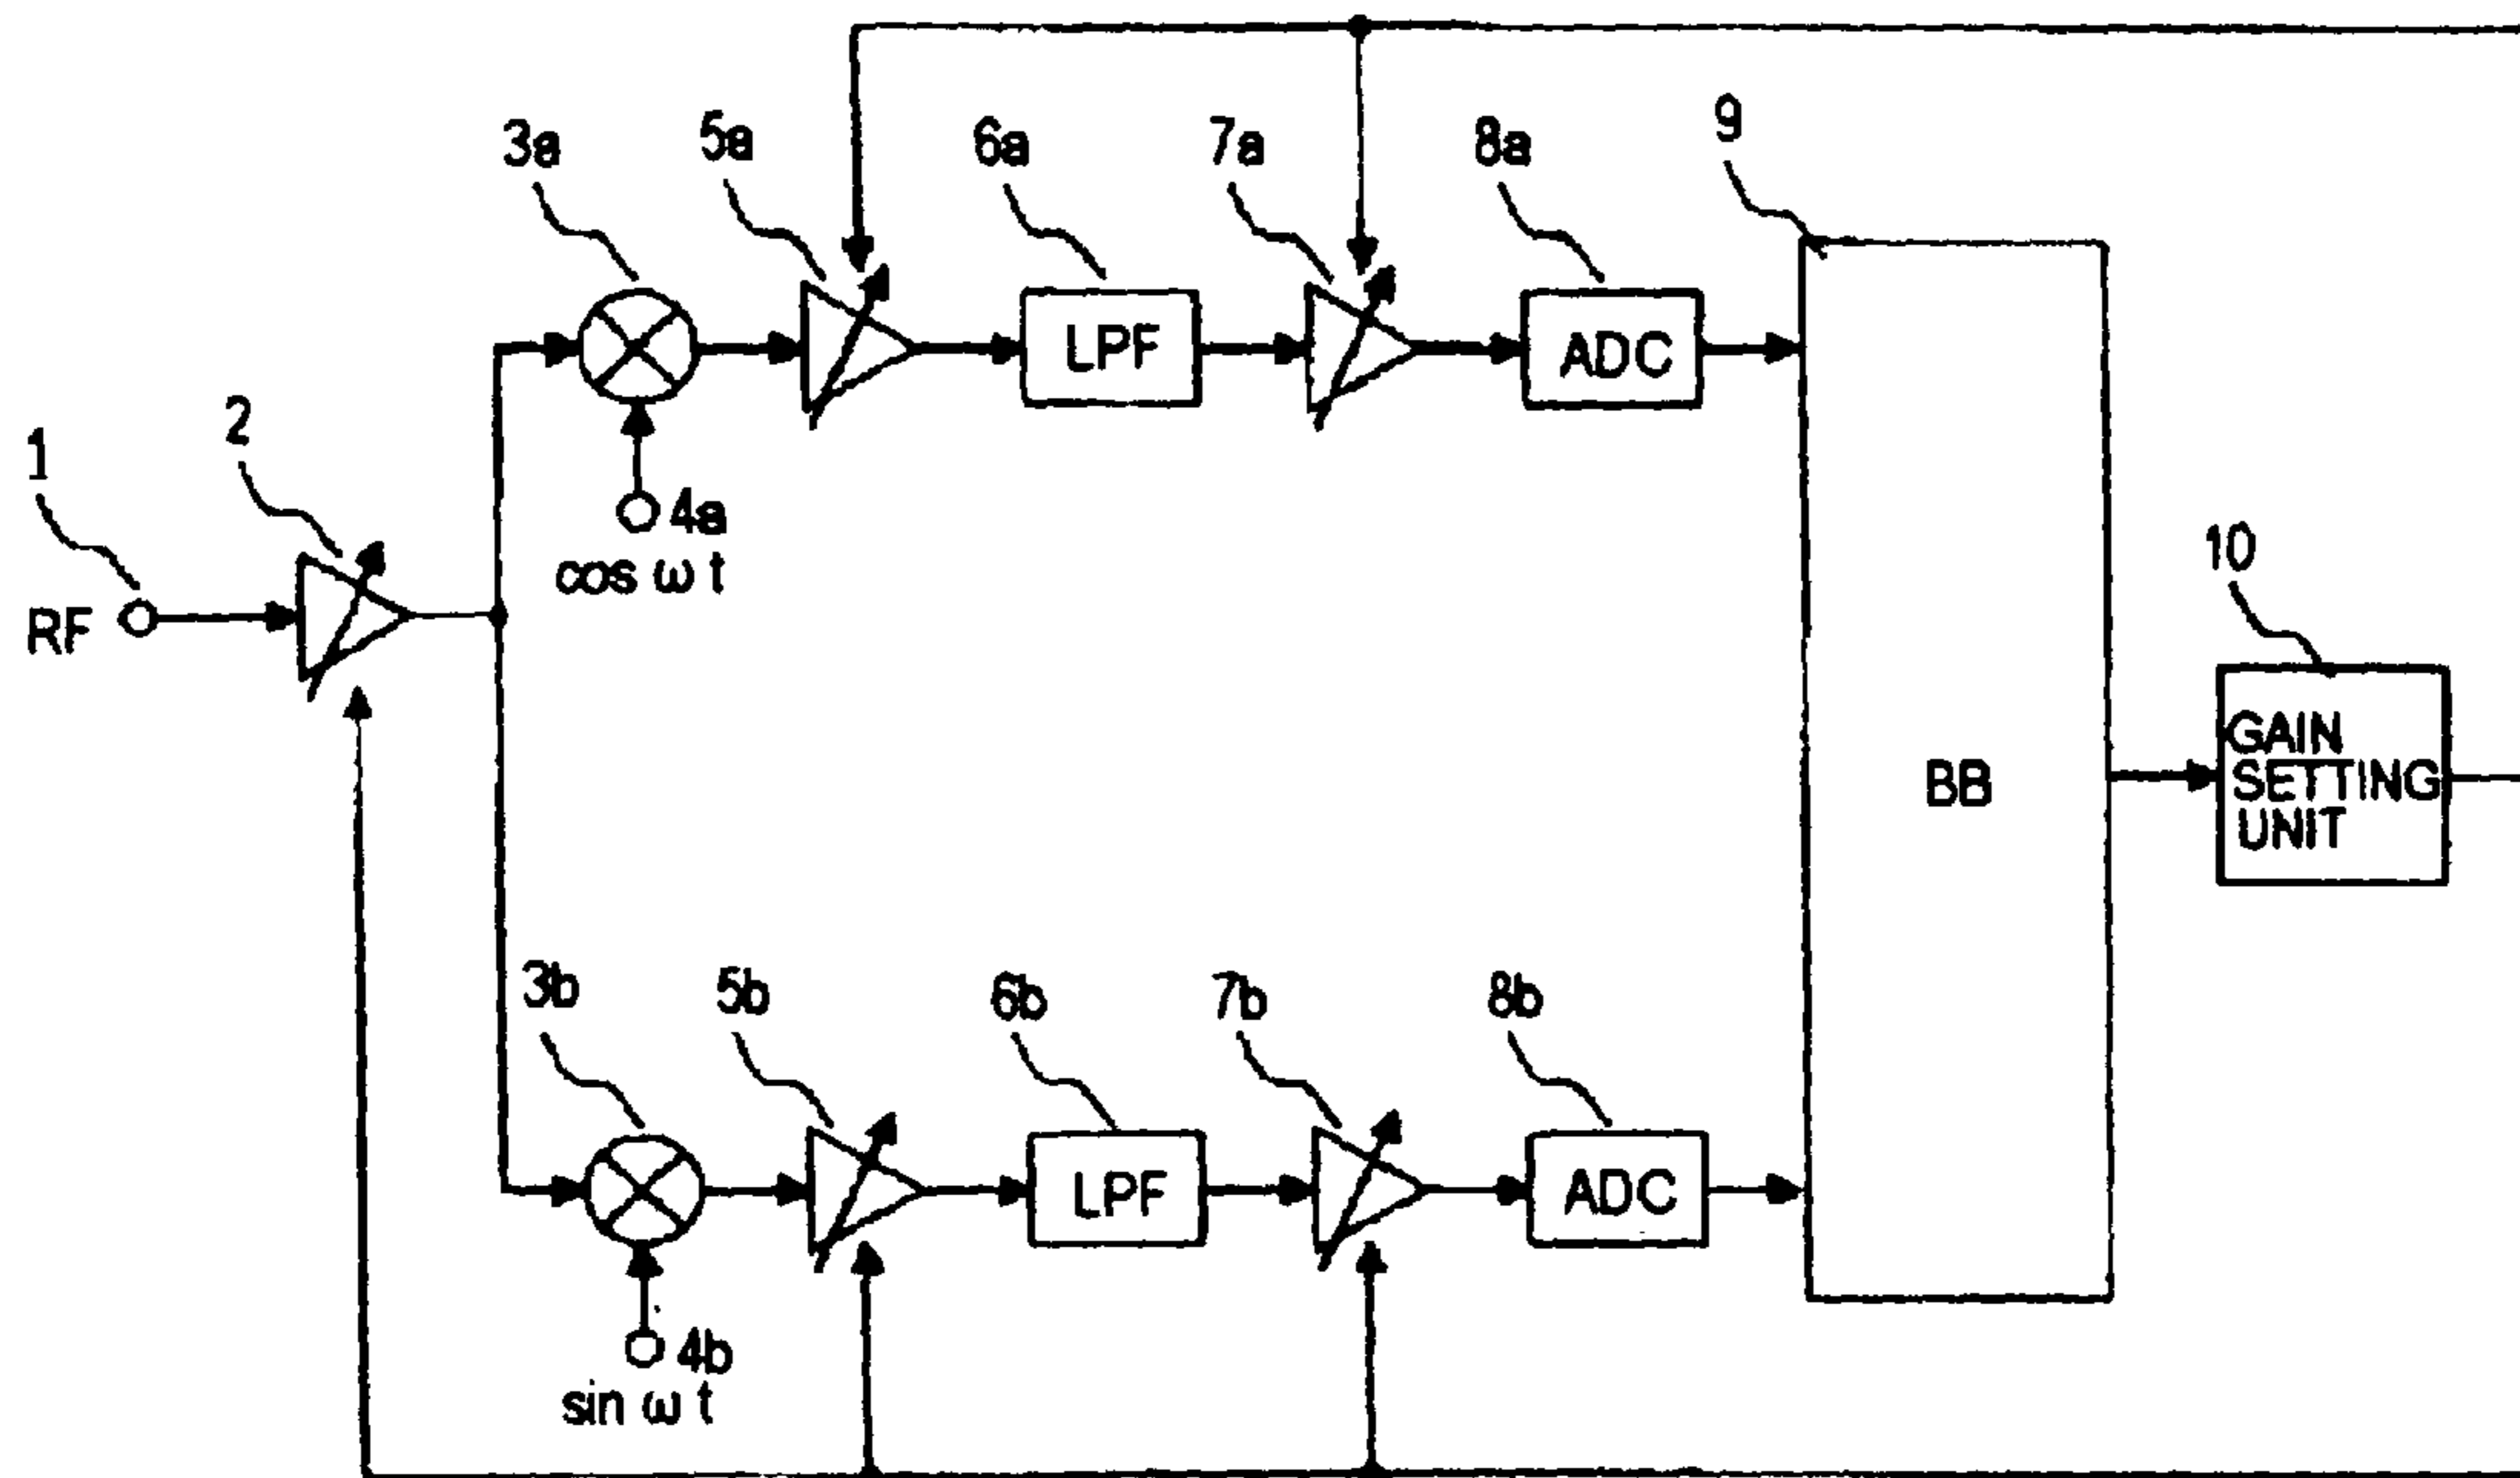 9
3a
5a
6a
7a
8a
LPF
ADC
2
1
4a
cos ω t
10
RF
GAIN
SETTING
UNIT
BB
3b
5b
6b
7b
8b
LPF
ADC
4b
sin ω t